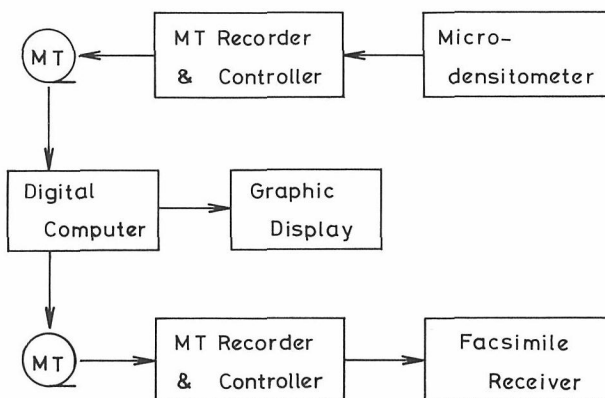 MT
MT Recorder
& Controller
Micro-
densitometer
Digital
Computer
Graphic
Display
MT
MT Recorder
& Controller
Facsimile
Receiver